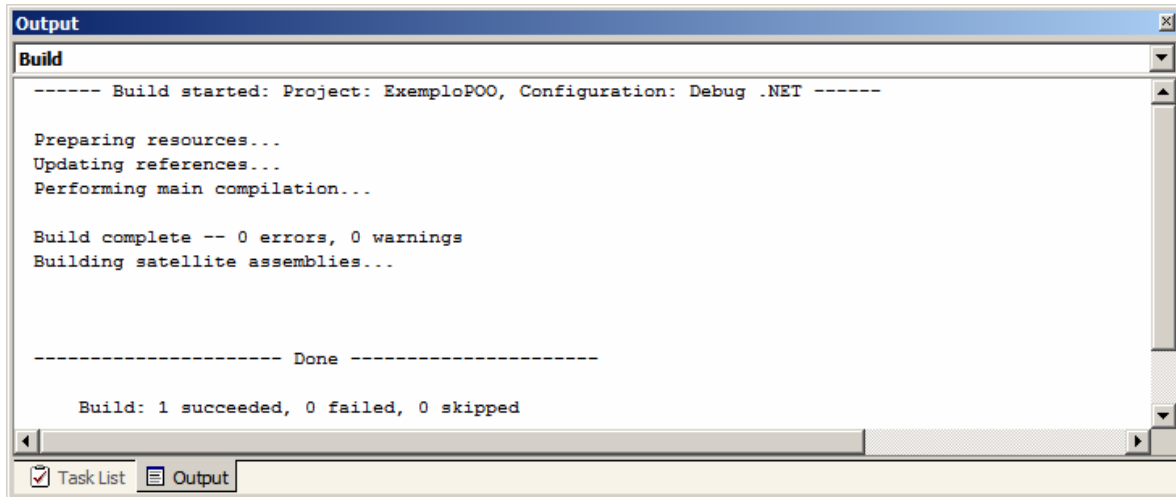 Output
Build
------ Build started: Project: ExemploPOO, Configuration: Debug .NET ------
Preparing resources...
Updating references...
Performing main compilation...
Build complete -- 0 errors, 0 warnings
Building satellite assemblies...
---------------------- Done ----------------------
Build: 1 succeeded, 0 failed, 0 skipped
Task List Output